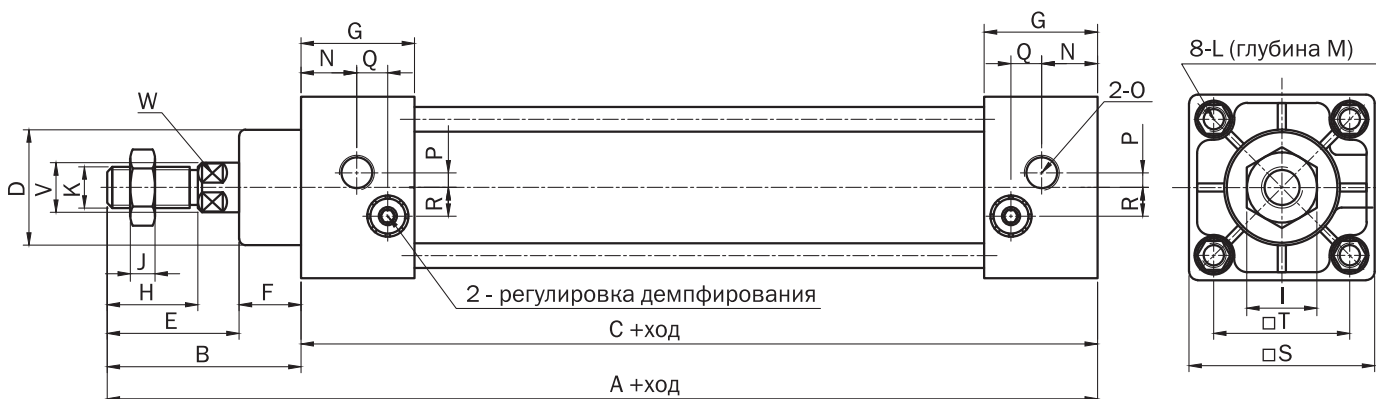 G
G
8-L (глубина M)
N Q
Q N
2-O
W
P
P
D
V
K
R
R
J
H
F
2 - регулировка демпфирования
I
E
C +ход
□T
B
□S
A +ход